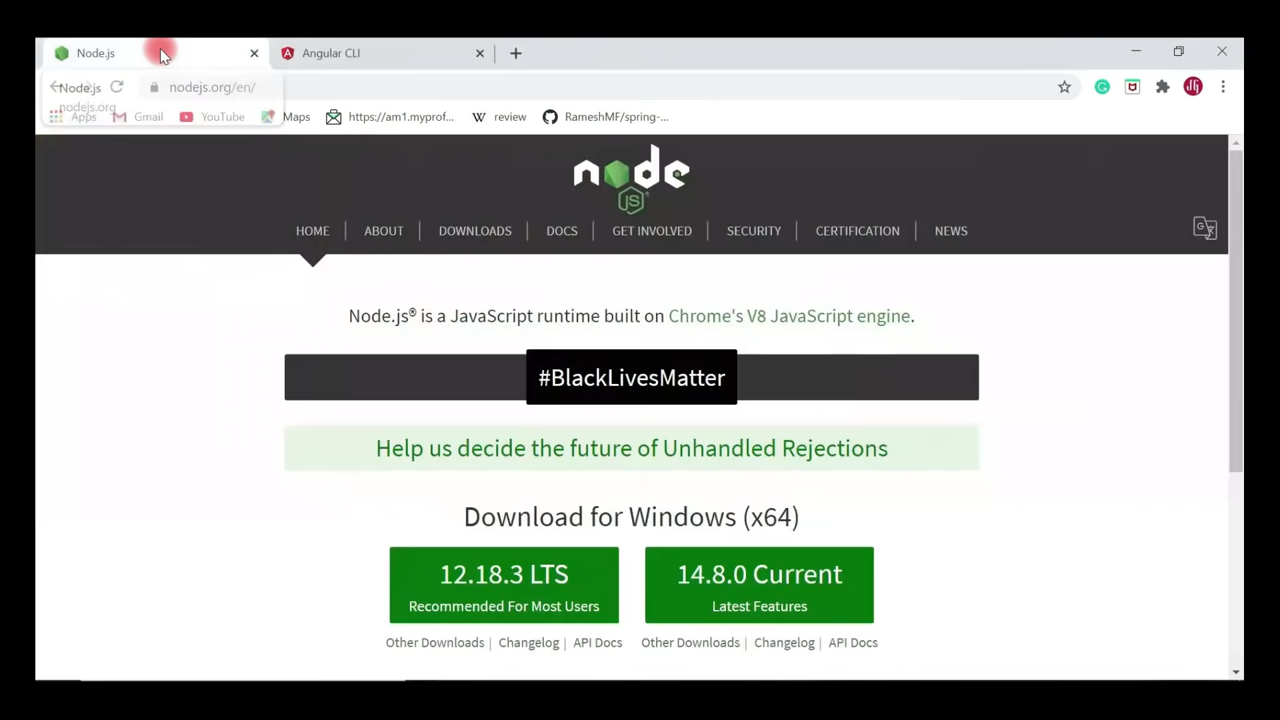 Node.js
Angular CLI
Node.js
nodejs.org/en/
nodejs.org
Apps
Gmail
YouTube
Maps
https://am1.myprof...
review
RameshMF/spring-...
node
JS
HOME
ABOUT
DOWNLOADS
DOCS
GET INVOLVED
SECURITY
CERTIFICATION
NEWS
Node.js® is a JavaScript runtime built on Chrome's V8 JavaScript engine.
#BlackLivesMatter
Help us decide the future of Unhandled Rejections
Download for Windows (x64)
12.18.3 LTS
Recommended For Most Users
14.8.0 Current
Latest Features
Other Downloads | Changelog | API Docs
Other Downloads | Changelog | API Docs